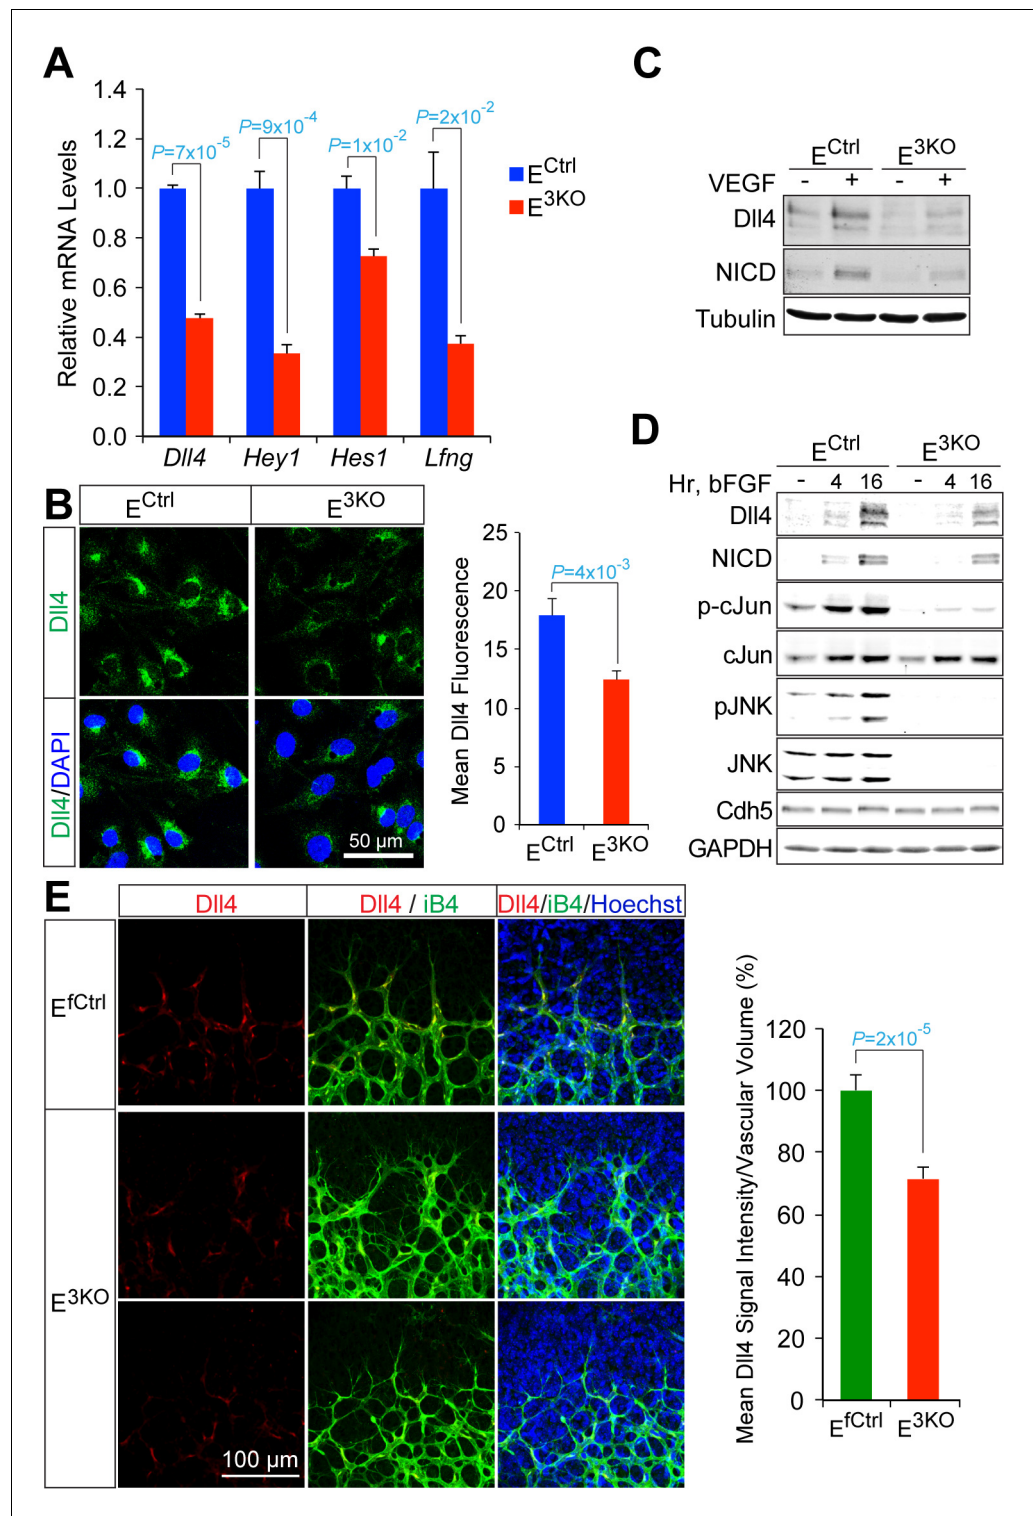 A
1.4
1.2
1.0
0.8
0.6
0.4
0.2
0.0
Relative mRNA Levels
P=7x10-5
P=9x10-4
P=1x10-2
P=2x10-2
Dll4 Hey1 Hes1 Lfng
ECtrl
E3KO
C
ECtrl E3KO
VEGF - + - +
Dll4
NICD
Tubulin
B
ECtrl E3KO
Dll4
Dll4/DAPI
50 µm
25
20
15
10
5
0
Mean Dll4 Fluorescence
P=4x10-3
ECtrl E3KO
D
ECtrl E3KO
Hr, bFGF - 4 16 - 4 16
Dll4
NICD
p-cJun
cJun
pJNK
JNK
Cdh5
GAPDH
E
Dll4 Dll4 / iB4 Dll4/iB4/Hoechst
EfCtrl
E3KO
100 µm
120
100
80
60
40
20
0
Mean Dll4 Signal Intensity/Vascular Volume (%)
P=2x10-5
EfCtrl E3KO